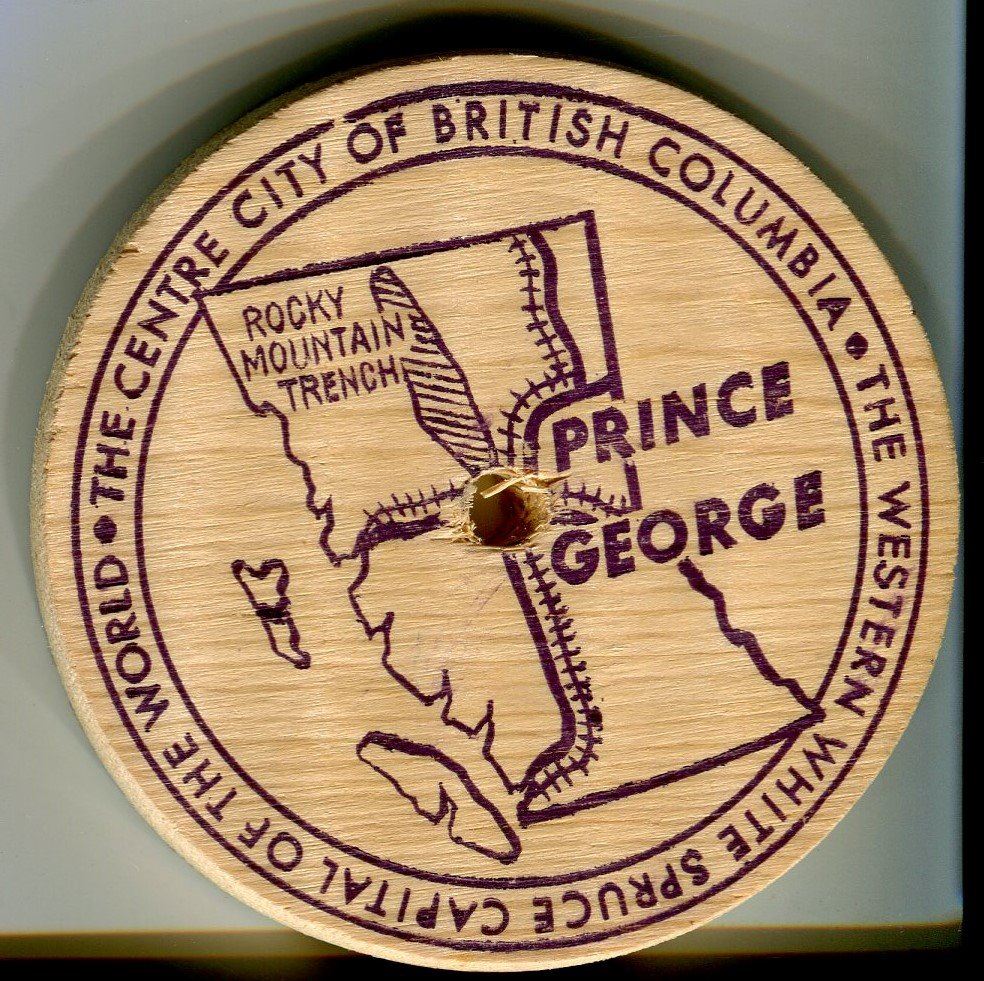 • THE CENTRE CITY OF BRITISH COLUMBIA • THE WESTERN WHITE SPRUCE CAPITAL OF THE WORLD
ROCKY
MOUNTAIN
TRENCH
PRINCE
GEORGE